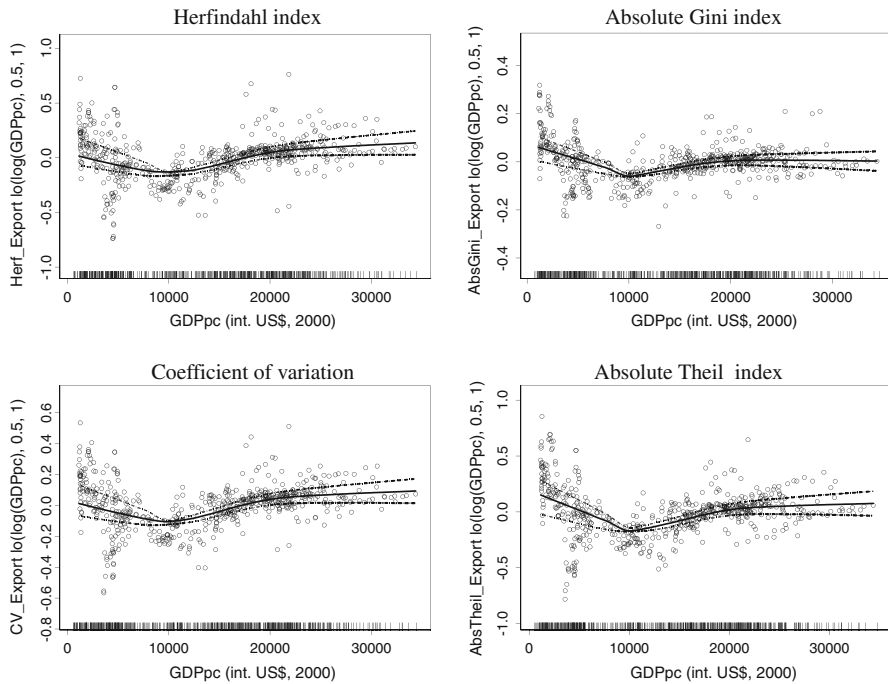 Herfindahl index
Herf_Export lo(log(GDPpc), 0.5, 1)
1.0
0.5
0.0
-0.5
-1.0
0 10000 20000 30000
GDPpc (int. US$, 2000)
Absolute Gini index
AbsGini_Export lo(log(GDPpc), 0.5, 1)
0.4
0.2
0.0
-0.2
-0.4
0 10000 20000 30000
GDPpc (int. US$, 2000)
Coefficient of variation
CV_Export lo(log(GDPpc), 0.5, 1)
0.6
0.4
0.2
0.0
-0.2
-0.4
-0.6
-0.8
0 10000 20000 30000
GDPpc (int. US$, 2000)
Absolute Theil index
AbsTheil_Export lo(log(GDPpc), 0.5, 1)
1.0
0.5
0.0
-0.5
-1.0
0 10000 20000 30000
GDPpc (int. US$, 2000)